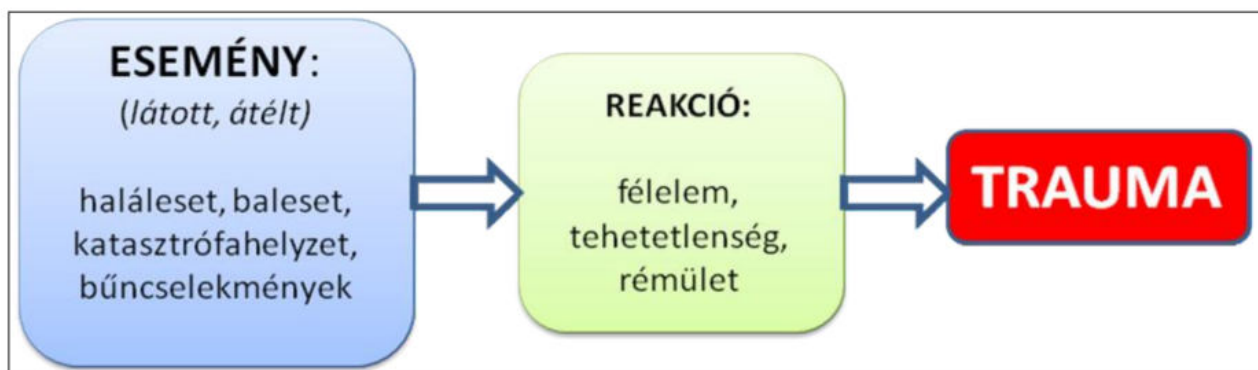 ESEMÉNY:
(látott, átélt)
haláleset, baleset,
katasztrófahelyzet,
bűncselekmények
REAKCIÓ:
félelem,
tehetetlenség,
rémület
TRAUMA